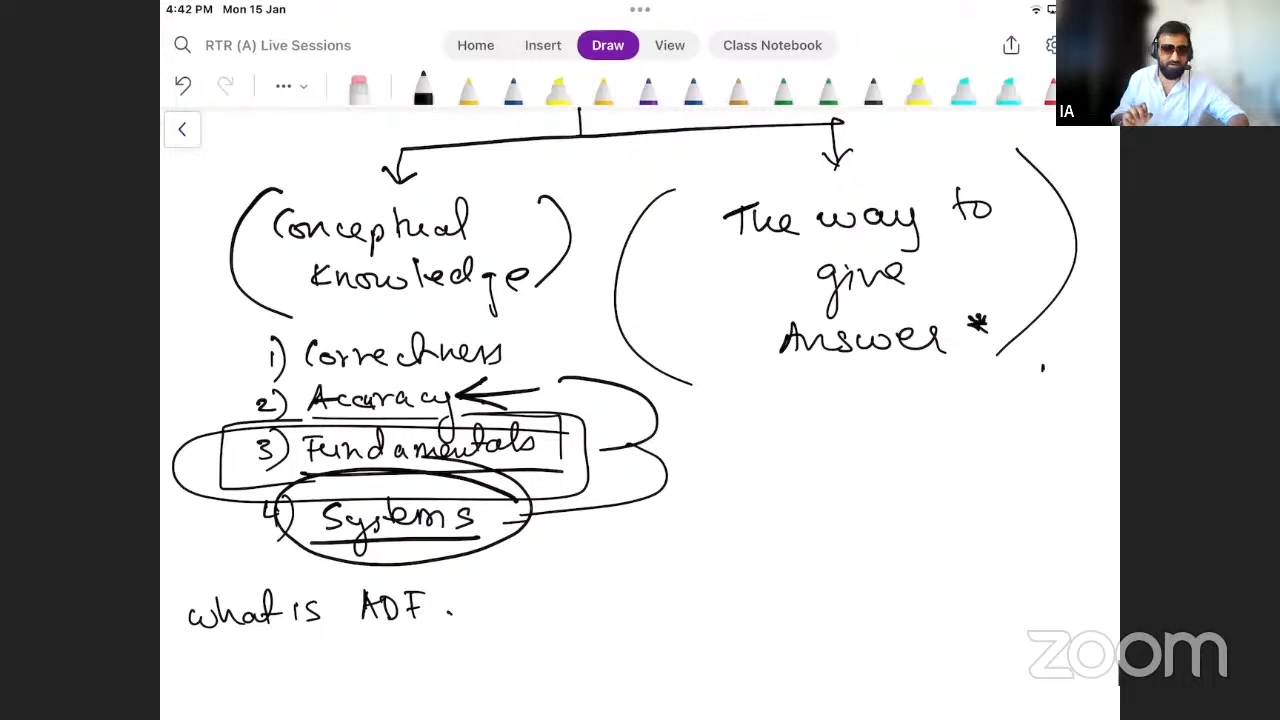 4:42 PM Mon 15 Jan
RTR (A) Live Sessions
Home Insert Draw View Class Notebook
IA
Conceptual
Knowledge
The way to
give
Answer *
1) Correctness
2) Accuracy
3) Fundamentals
4) Systems
what is ADF.
zoom